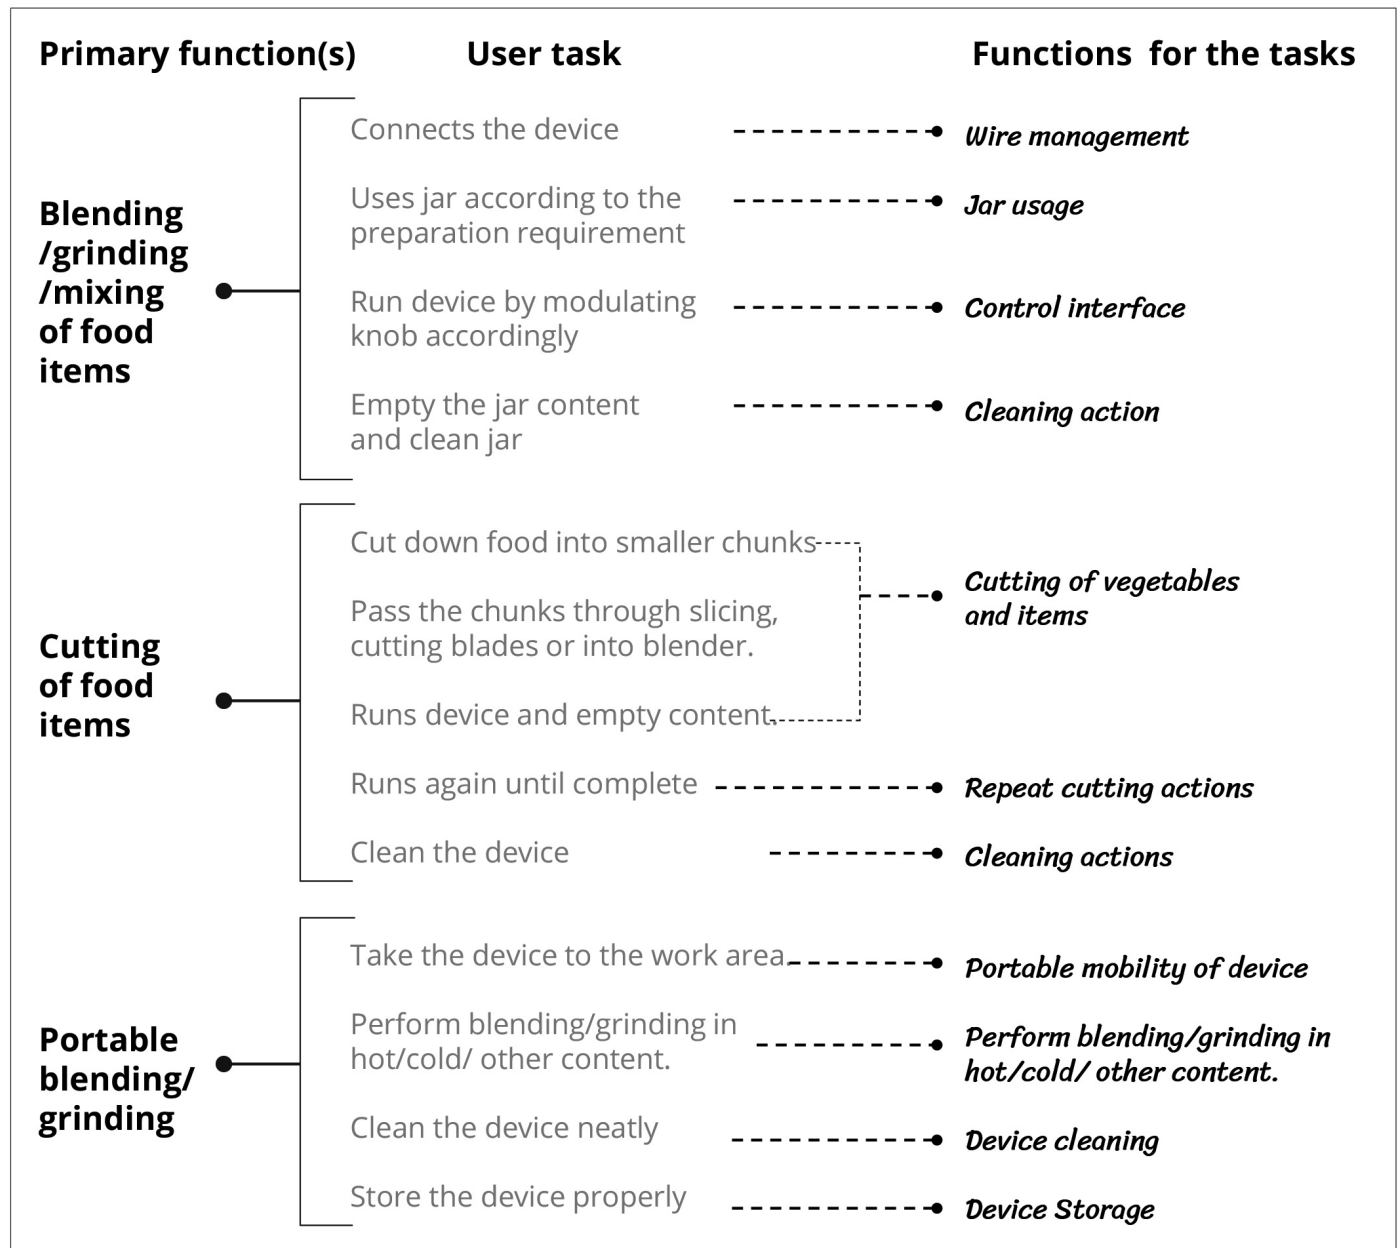 Primary function(s) User task Functions for the tasks
Blending
/grinding
/mixing
of food
items
Connects the device
Wire management
Uses jar according to the
preparation requirement
Jar usage
Run device by modulating
knob accordingly
Control interface
Empty the jar content
and clean jar
Cleaning action
Cutting
of food
items
Cut down food into smaller chunks
Pass the chunks through slicing,
cutting blades or into blender.
Runs device and empty content.
Cutting of vegetables
and items
Runs again until complete
Repeat cutting actions
Clean the device
Cleaning actions
Portable
blending/
grinding
Take the device to the work area.
Portable mobility of device
Perform blending/grinding in
hot/cold/ other content.
Perform blending/grinding in
hot/cold/ other content.
Clean the device neatly
Device cleaning
Store the device properly
Device Storage